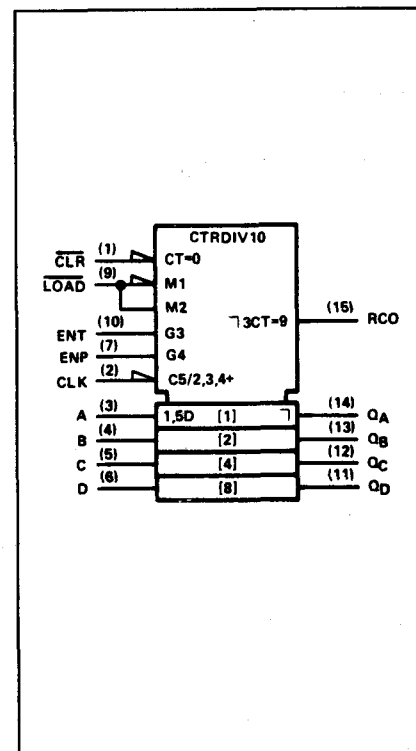 CTRDIV10
CLR (1) CT=0
LOAD (9) M1
M2
ENT (10) G3
ENP (7) G4
CLK (2) C5/2,3,4+
3CT=9 (15) RCO
A (3) 1,5D [1] (14) QA
B (4) [2] (13) QB
C (5) [4] (12) QC
D (6) [8] (11) QD